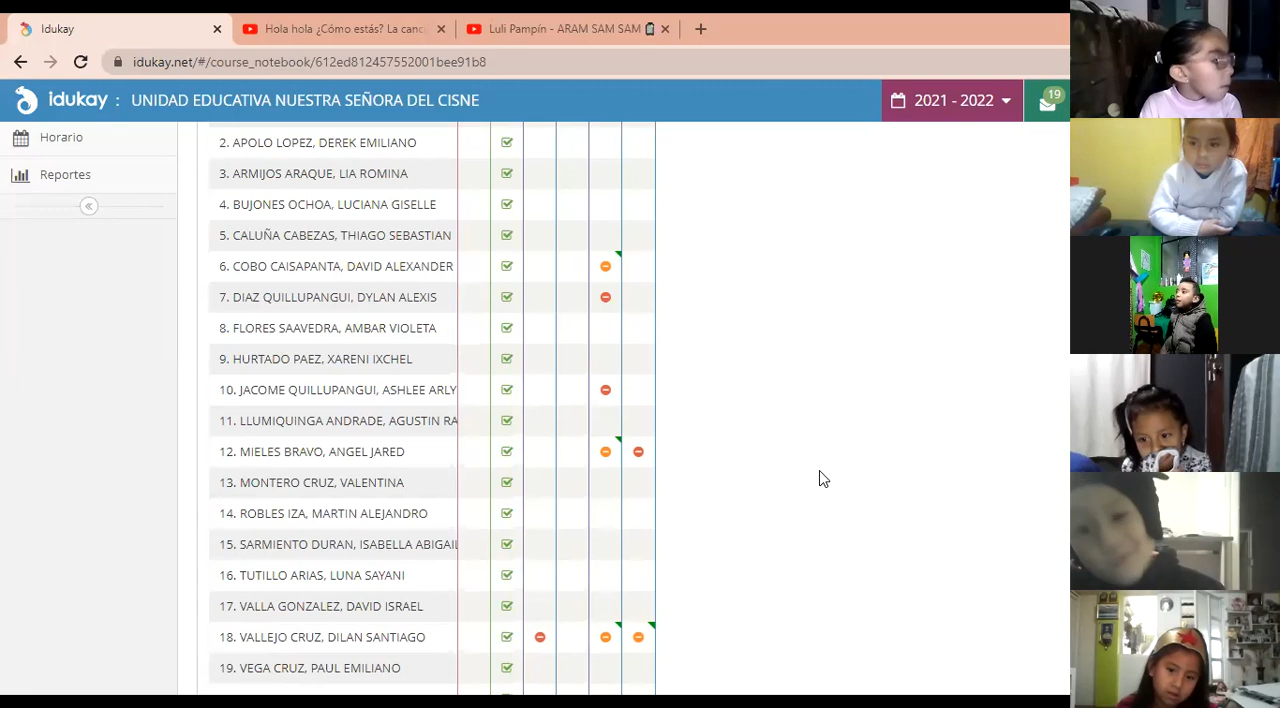 Idukay
Hola hola ¿Cómo estás? La canc
Luli Pampín - ARAM SAM SAM
idukay.net/#/course_notebook/612ed812457552001bee91b8
idukay : UNIDAD EDUCATIVA NUESTRA SEÑORA DEL CISNE
2021 - 2022
19
Horario
Reportes
2. APOLO LOPEZ, DEREK EMILIANO
3. ARMIJOS ARAQUE, LIA ROMINA
4. BUJONES OCHOA, LUCIANA GISELLE
5. CALUÑA CABEZAS, THIAGO SEBASTIAN
6. COBO CAISAPANTA, DAVID ALEXANDER
7. DIAZ QUILLUPANGUI, DYLAN ALEXIS
8. FLORES SAAVEDRA, AMBAR VIOLETA
9. HURTADO PAEZ, XARENI IXCHEL
10. JACOME QUILLUPANGUI, ASHLEE ARLY
11. LLUMIQUINGA ANDRADE, AGUSTIN RA
12. MIELES BRAVO, ANGEL JARED
13. MONTERO CRUZ, VALENTINA
14. ROBLES IZA, MARTIN ALEJANDRO
15. SARMIENTO DURAN, ISABELLA ABIGAIL
16. TUTILLO ARIAS, LUNA SAYANI
17. VALLA GONZALEZ, DAVID ISRAEL
18. VALLEJO CRUZ, DILAN SANTIAGO
19. VEGA CRUZ, PAUL EMILIANO